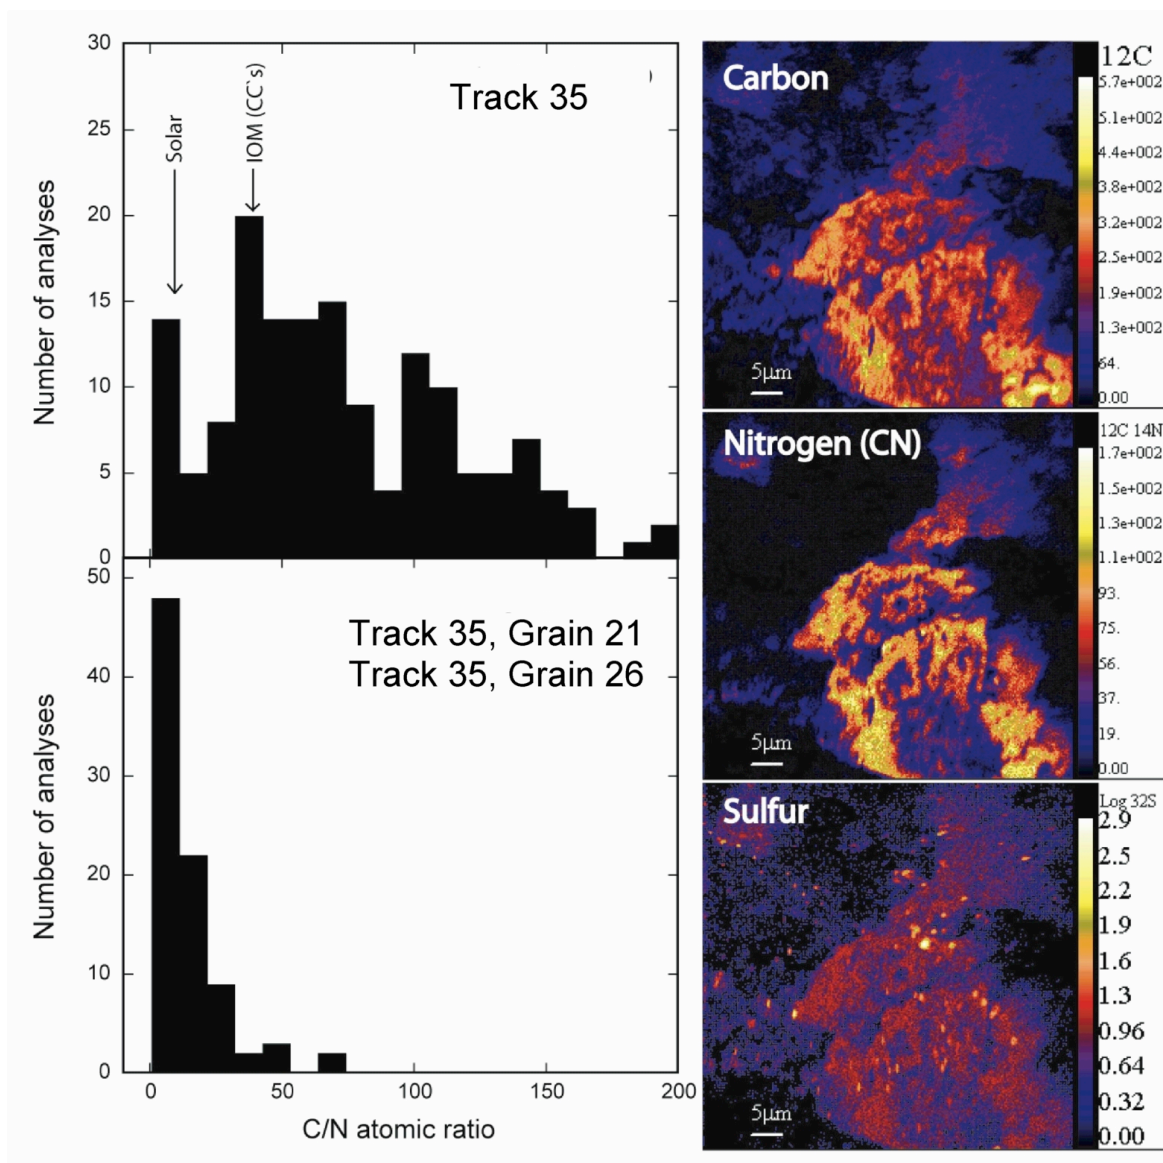 30
25
20
15
10
5
0
Number of analyses
Solar
IOM (CC`s)
Track 35
50
40
30
20
10
0
Number of analyses
Track 35, Grain 21
Track 35, Grain 26
0 50 100 150 200
C/N atomic ratio
Carbon
5µm
12C
5.7e+002
5.1e+002
4.4e+002
3.8e+002
3.2e+002
2.5e+002
1.9e+002
1.3e+002
64.
0.00
Nitrogen (CN)
5µm
12C 14N
1.7e+002
1.5e+002
1.3e+002
1.1e+002
93.
75.
56.
37.
19.
0.00
Sulfur
5µm
Log 32S
2.9
2.5
2.2
1.9
1.6
1.3
0.96
0.64
0.32
0.00